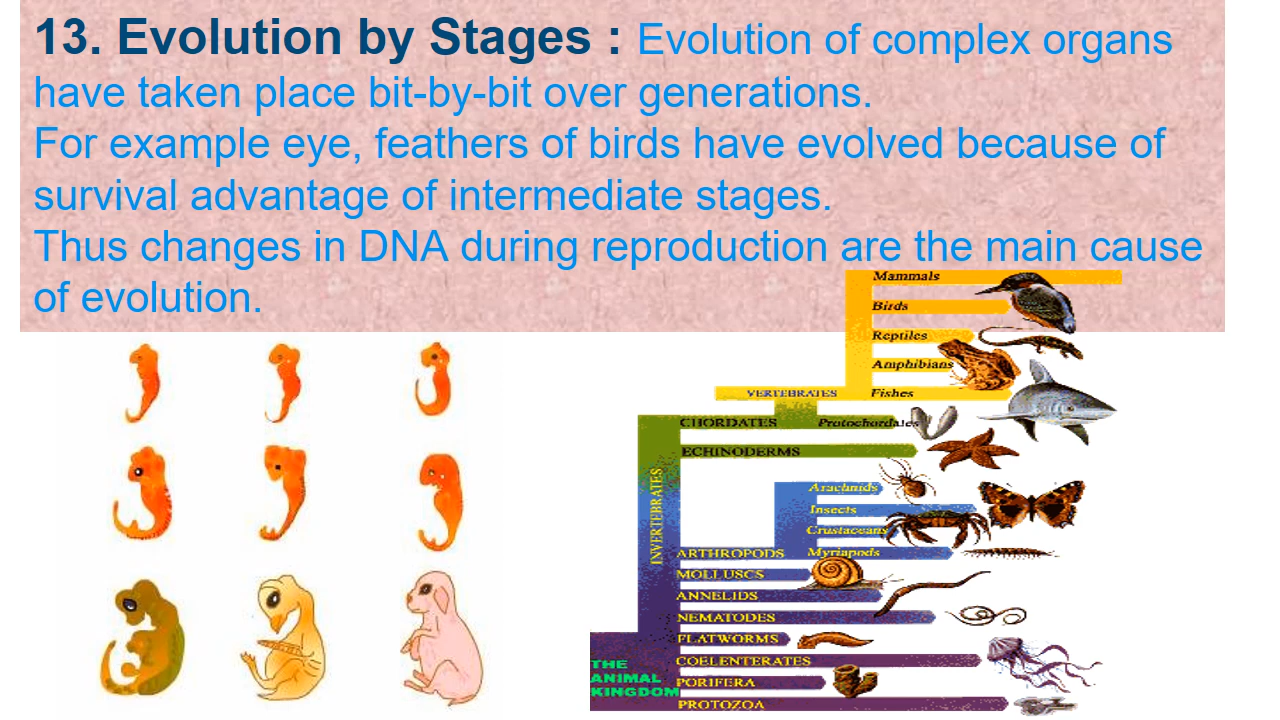 13. Evolution by Stages : Evolution of complex organs
have taken place bit-by-bit over generations.
For example eye, feathers of birds have evolved because of
survival advantage of intermediate stages.
Thus changes in DNA during reproduction are the main cause
of evolution.
Mammals
Birds
Reptiles
Amphibians
VERTEBRATES Fishes
CHORDATES Protochordates
ECHINODERMS
INVERTEBRATES
Arachnids
Insects
Crustaceans
ARTHROPODS Myriapods
MOLLUSCS
ANNELIDS
NEMATODES
FLATWORMS
COELENTERATES
PORIFERA
PROTOZOA
THE
ANIMAL
KINGDOM